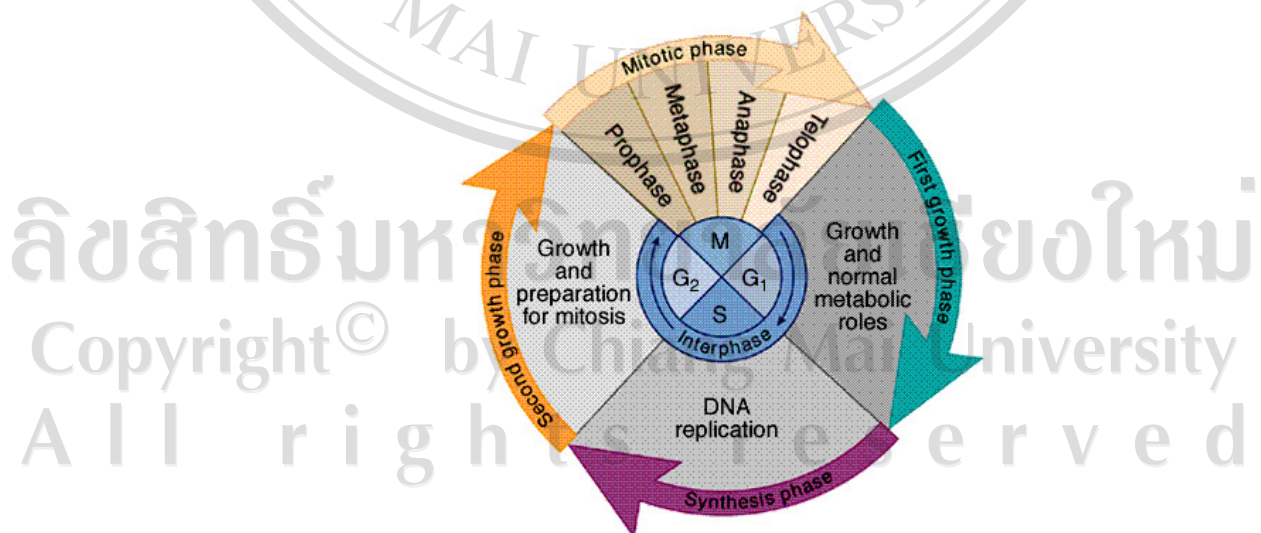 MAI UNIVERS
Mitotic phase
Prophase
Metaphase
Anaphase
Telophase
First growth phase
Growth
and
normal
metabolic
roles
Synthesis phase
DNA
replication
Second growth phase
Growth
and
preparation
for mitosis
M
G₁
S
G₂
Interphase
ลิขสิทธิ์มหาวิทยาลัยเชียงใหม่
Copyright© by Chiang Mai University
All rights reserved